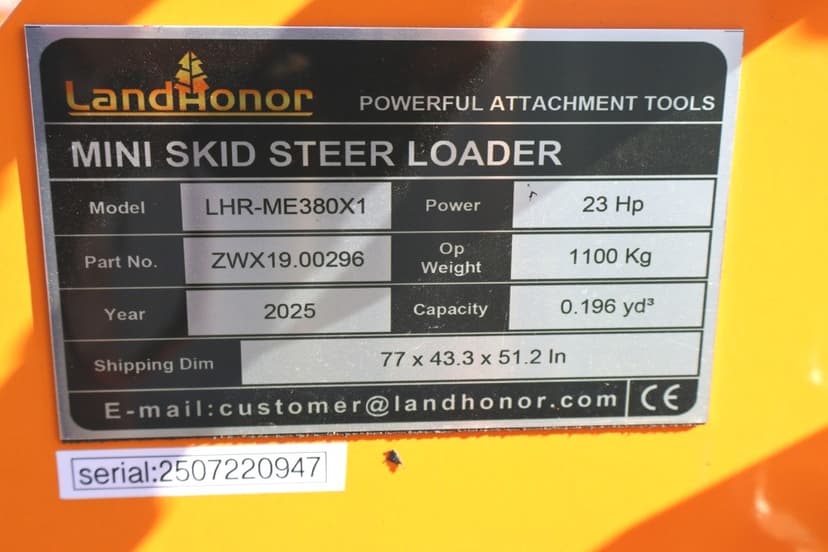 LandHonor POWERFUL ATTACHMENT TOOLS
MINI SKID STEER LOADER
Model LHR-ME380X1 Power 23 Hp
Part No. ZWX19.00296 Op Weight 1100 Kg
Year 2025 Capacity 0.196 yd³
Shipping Dim 77 x 43.3 x 51.2 In
E-mail:customer@landhonor.com CE
serial:2507220947